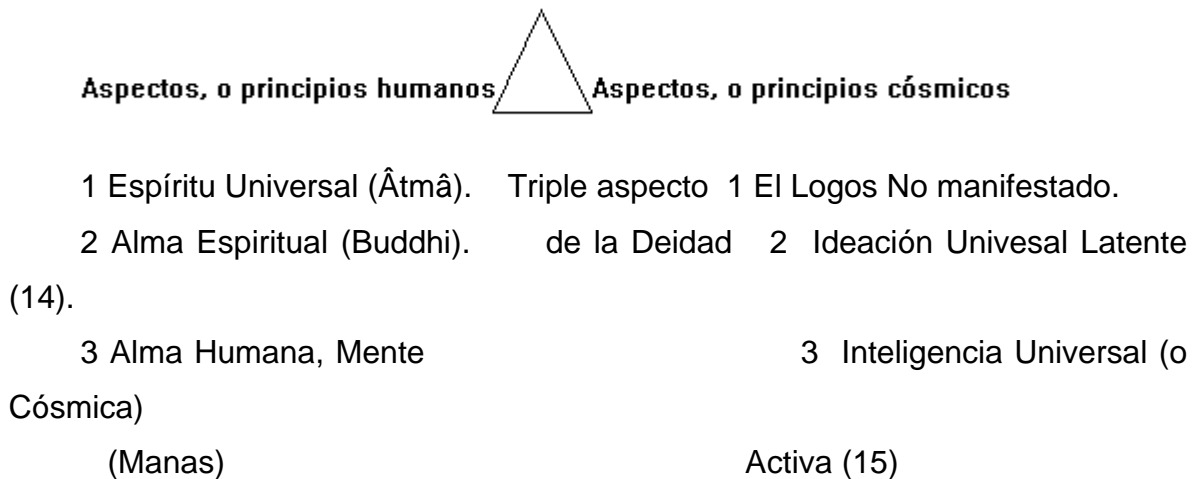 Aspectos, o principios humanos Aspectos, o principios cósmicos
1 Espíritu Universal (Âtmâ). Triple aspecto 1 El Logos No manifestado.
2 Alma Espiritual (Buddhi). de la Deidad 2 Ideación Univesal Latente
(14).
3 Alma Humana, Mente 3 Inteligencia Universal (o
Cósmica)
(Manas) Activa (15)